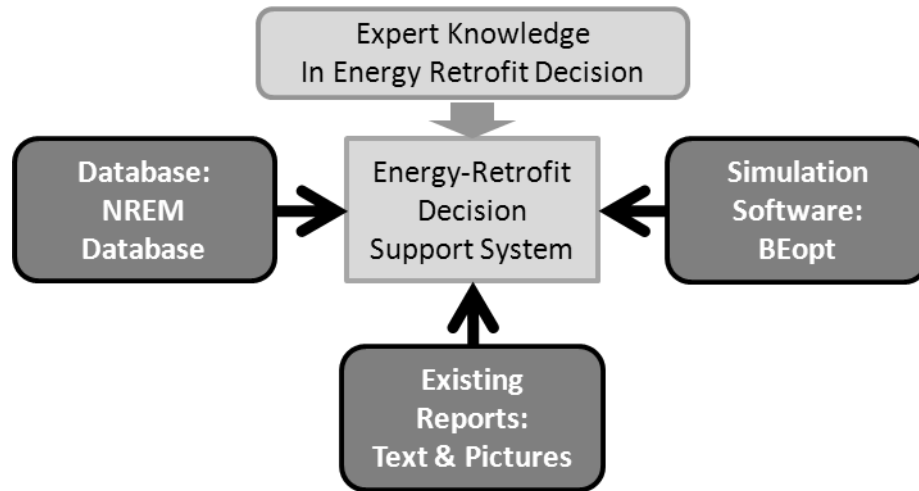 Expert Knowledge
In Energy Retrofit Decision
Database:
NREM
Database
Energy-Retrofit
Decision
Support System
Simulation
Software:
BEopt
Existing
Reports:
Text & Pictures